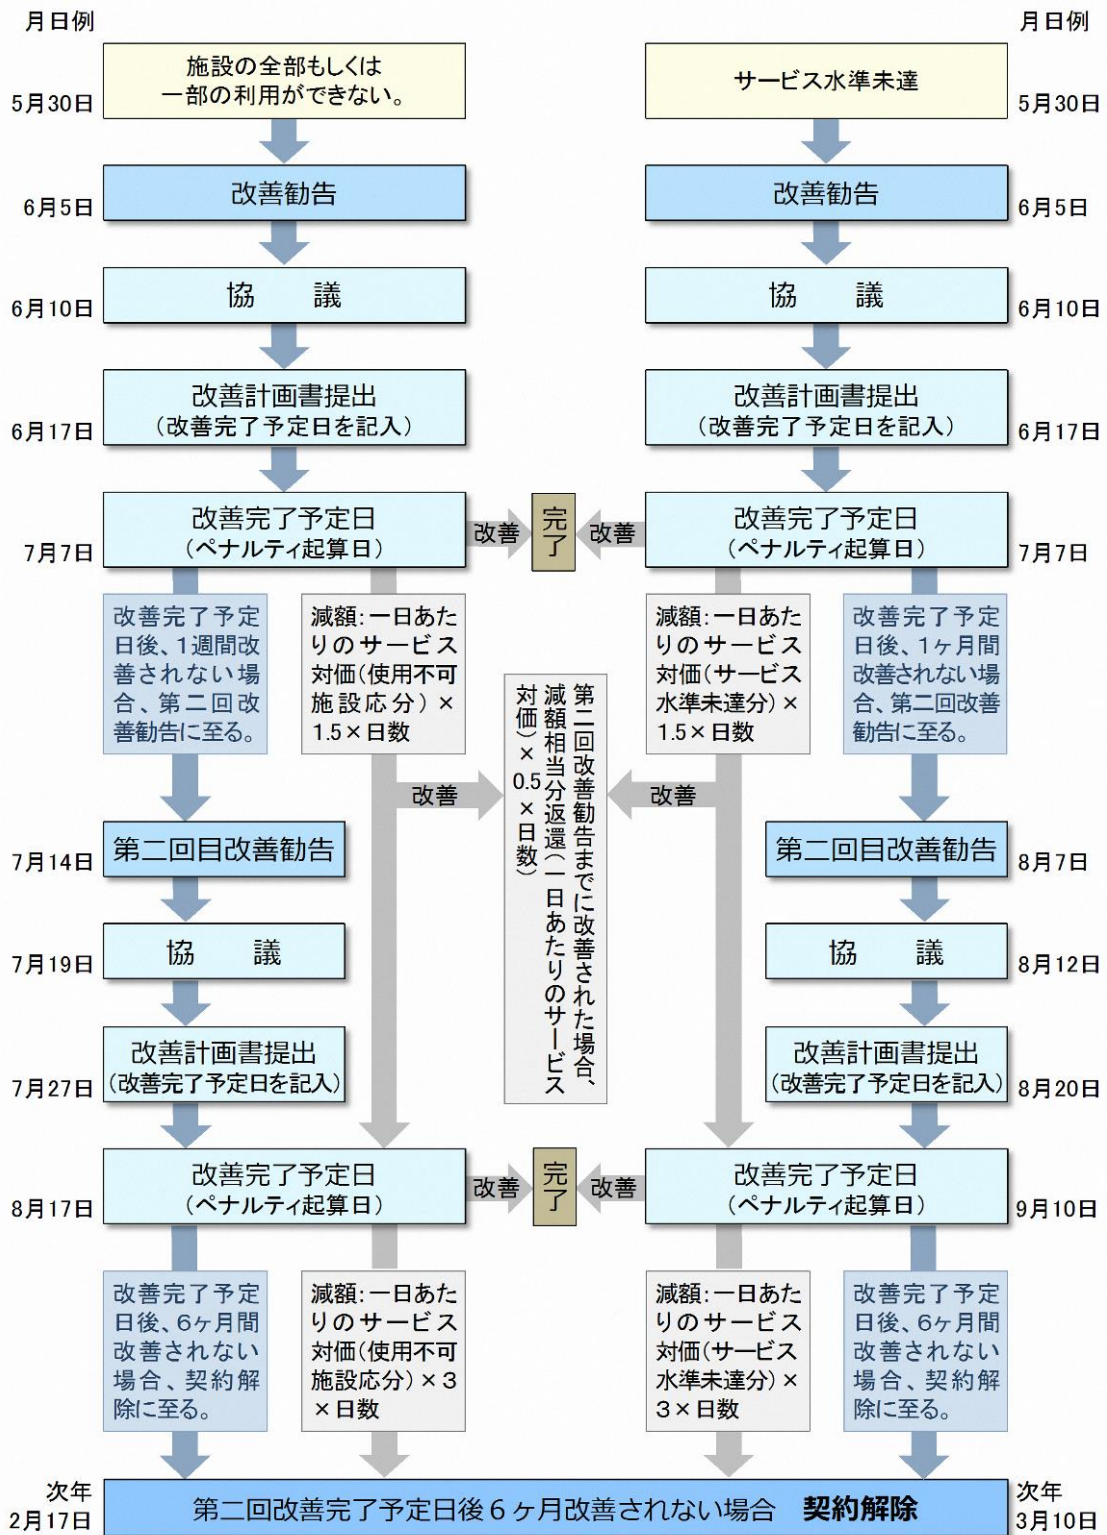 月日例
月日例
施設の全部もしくは
一部の利用ができない。
5月30日
サービス水準未達
5月30日
改善勧告
6月5日
改善勧告
6月5日
協　議
6月10日
協　議
6月10日
改善計画書提出
(改善完了予定日を記入)
6月17日
改善計画書提出
(改善完了予定日を記入)
6月17日
改善完了予定日
(ペナルティ起算日)
7月7日
改善
完了
改善
改善完了予定日
(ペナルティ起算日)
7月7日
改善完了予定
日後、1週間改
善されない場
合、第二回改
善勧告に至る。
減額:一日あた
りのサービス
対価(使用不可
施設応分)×
1.5×日数
減額:一日あた
りのサービス
対価(サービス
水準未達分)×
1.5×日数
改善完了予定
日後、1ヶ月間
改善されない場
合、第二回改善
勧告に至る。
改善
第二回改善勧告までに改善された場合、
減額相当分返還(一日あたりのサービス
対価)×0.5×日数)
改善
第二回目改善勧告
7月14日
第二回目改善勧告
8月7日
協　議
7月19日
協　議
8月12日
改善計画書提出
(改善完了予定日を記入)
7月27日
改善計画書提出
(改善完了予定日を記入)
8月20日
改善完了予定日
(ペナルティ起算日)
8月17日
改善
完了
改善
改善完了予定日
(ペナルティ起算日)
9月10日
改善完了予定
日後、6ヶ月間
改善されない
場合、契約解
除に至る。
減額:一日あた
りのサービス
対価(使用不可
施設応分)×3
×日数
減額:一日あた
りのサービス
対価(サービス
水準未達分)×
3×日数
改善完了予定
日後、6ヶ月間
改善されない
場合、契約解
除に至る。
次年
2月17日
第二回改善完了予定日後6ヶ月改善されない場合　契約解除
次年
3月10日